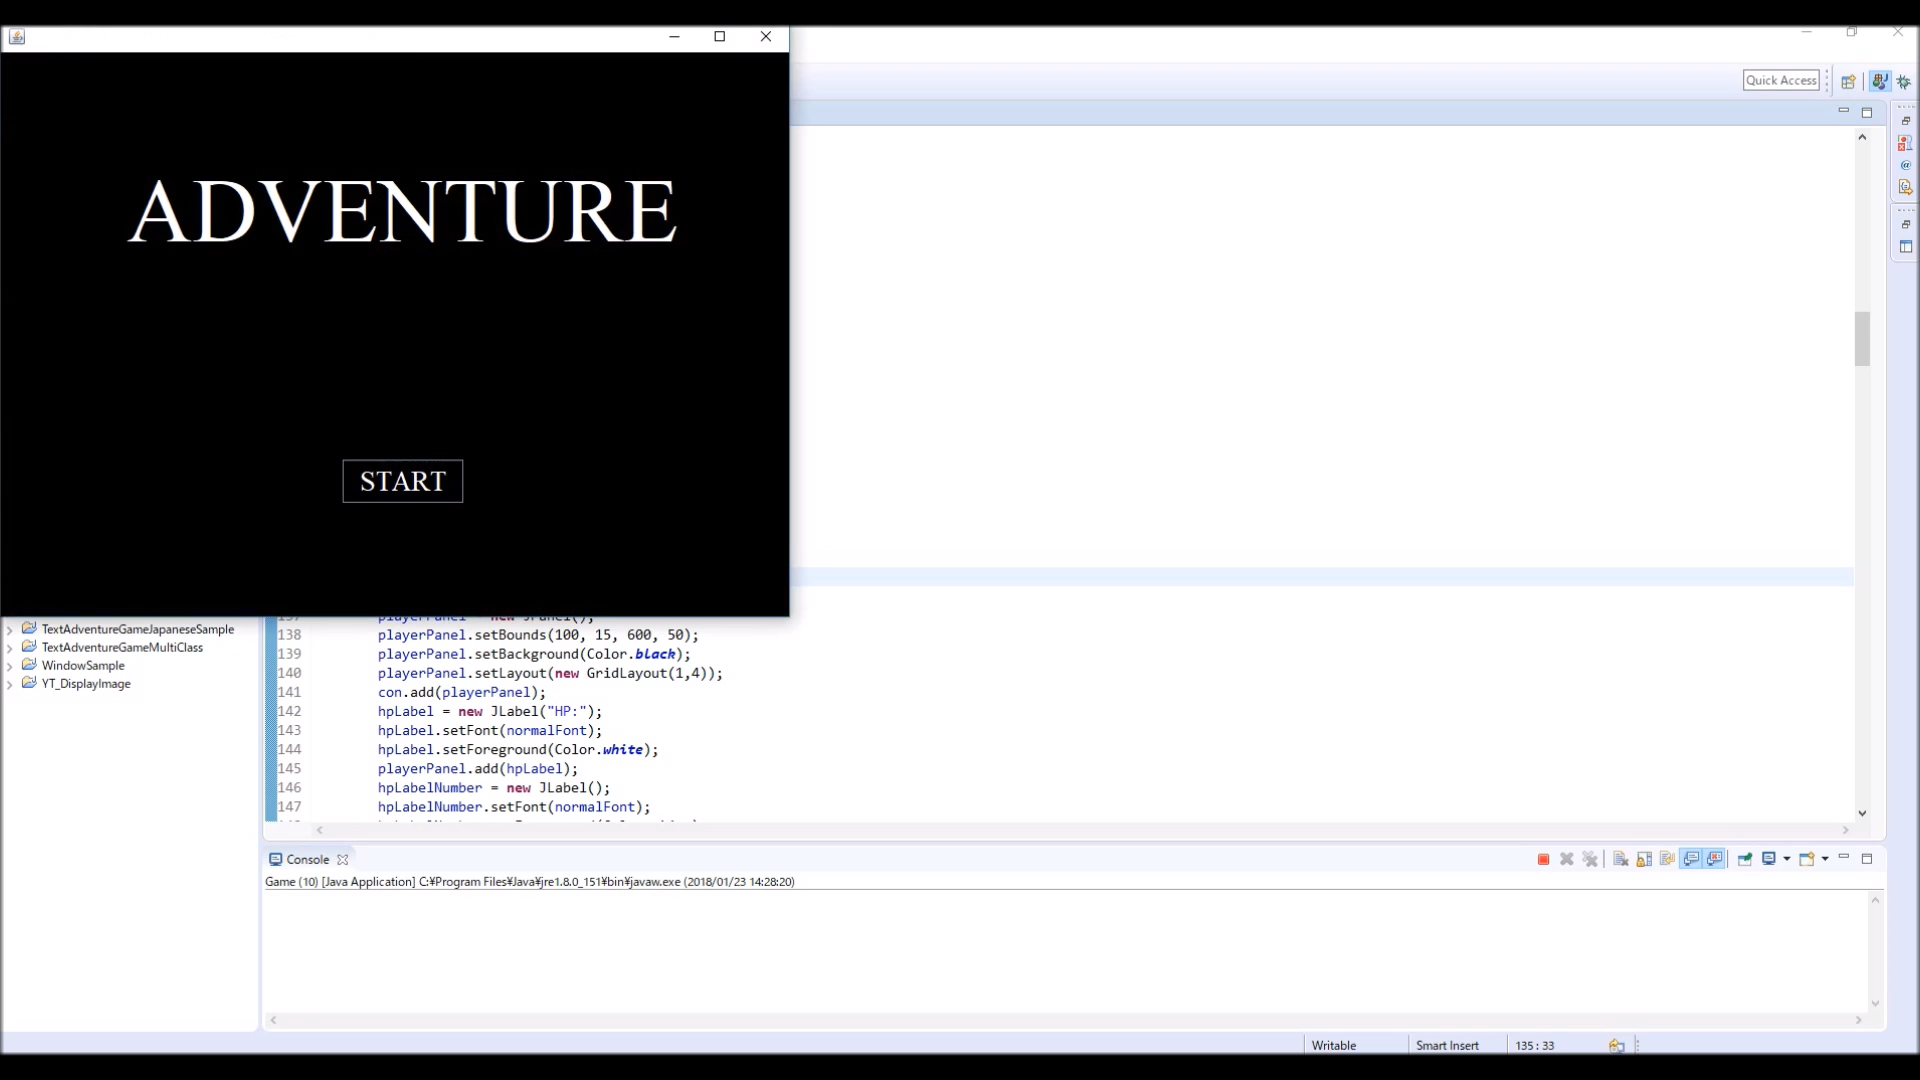 Quick Access
ADVENTURE
START
TextAdventureGameJapaneseSample
TextAdventureGameMultiClass
WindowSample
YT_DisplayImage
137 playerPanel = new JPanel();
138 playerPanel.setBounds(100, 15, 600, 50);
139 playerPanel.setBackground(Color.black);
140 playerPanel.setLayout(new GridLayout(1,4));
141 con.add(playerPanel);
142 hpLabel = new JLabel("HP:");
143 hpLabel.setFont(normalFont);
144 hpLabel.setForeground(Color.white);
145 playerPanel.add(hpLabel);
146 hpLabelNumber = new JLabel();
147 hpLabelNumber.setFont(normalFont);
Console
Game (10) [Java Application] C:¥Program Files¥Java¥jre1.8.0_151¥bin¥javaw.exe (2018/01/23 14:28:20)
Writable
Smart Insert
135 : 33